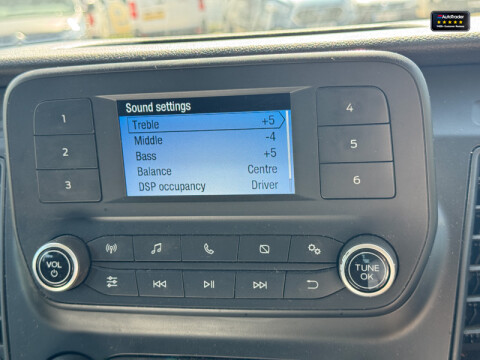 AutoTrader
Sound settings
Treble +5
Middle -4
Bass +5
Balance Centre
DSP occupancy Driver
1
2
3
4
5
6
VOL
TUNE
OK